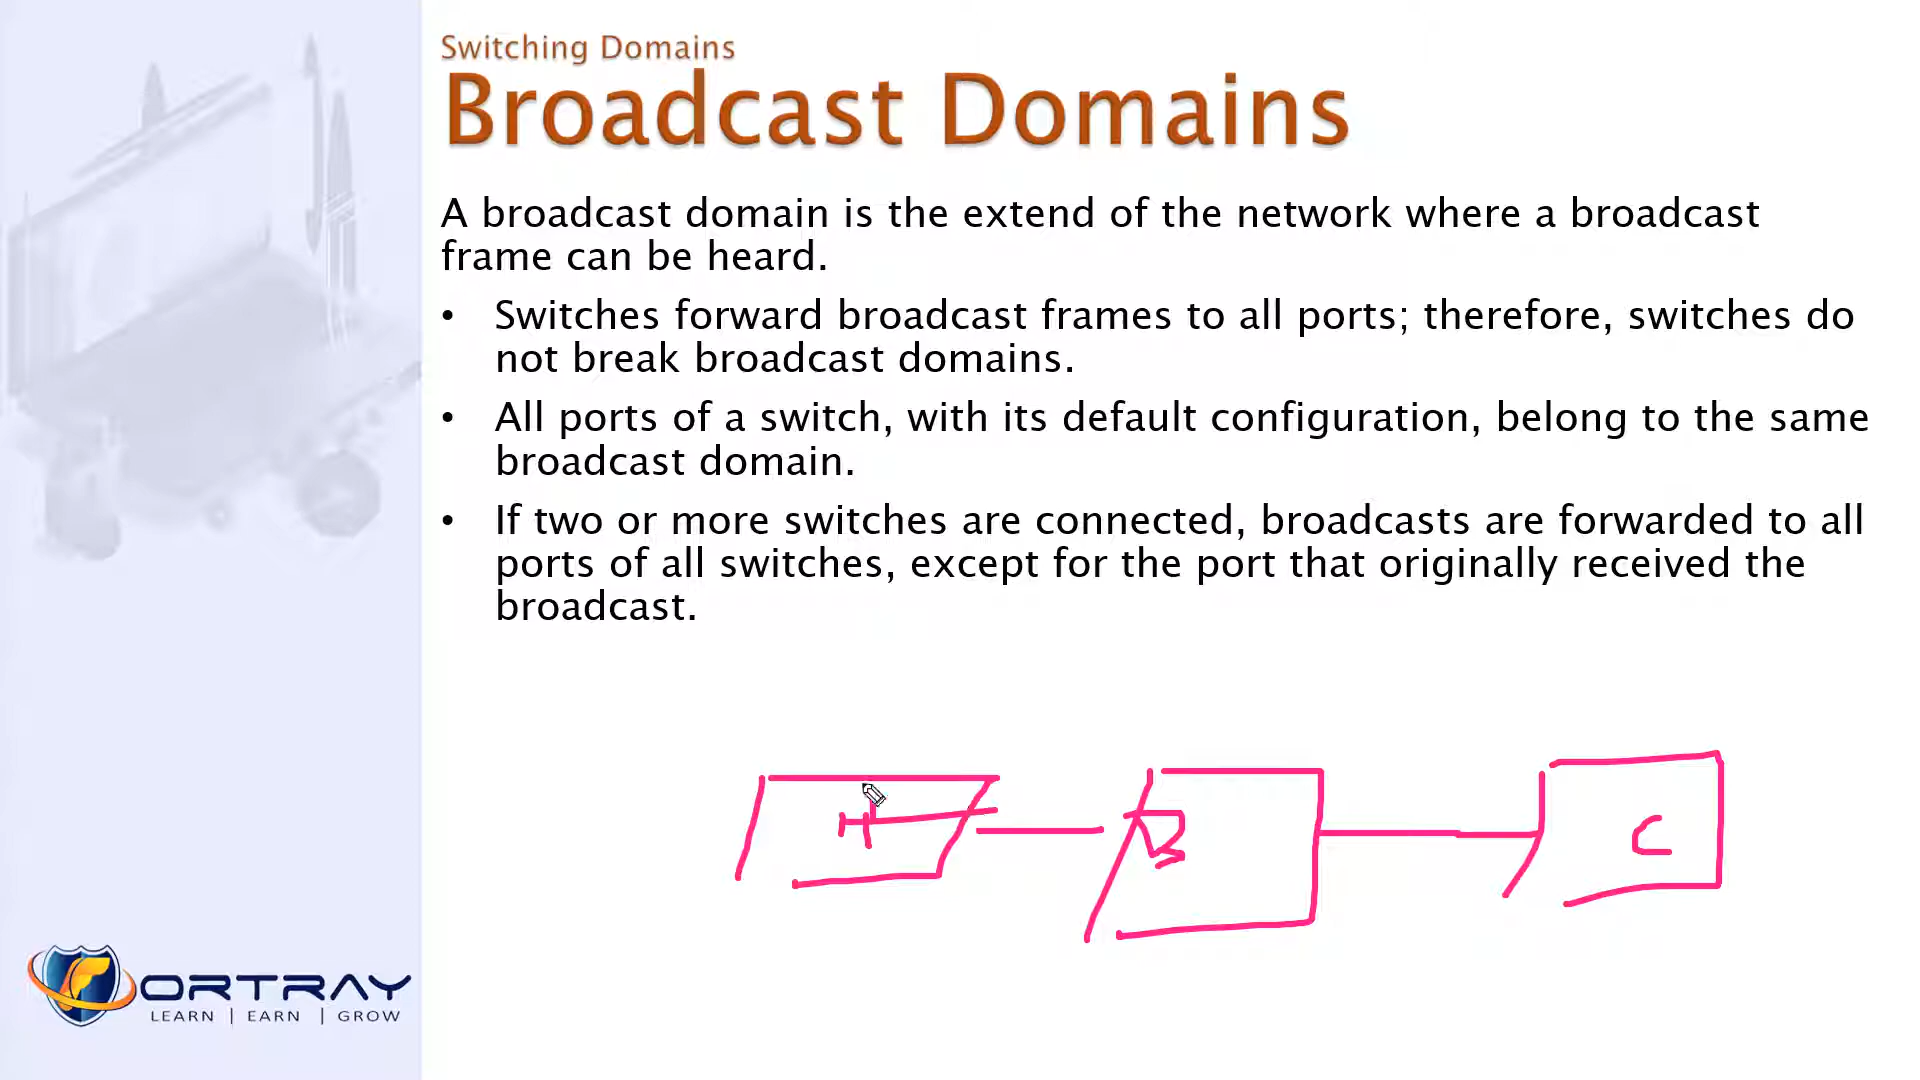 Switching Domains
Broadcast Domains
A broadcast domain is the extend of the network where a broadcast
frame can be heard.
• Switches forward broadcast frames to all ports; therefore, switches do
not break broadcast domains.
• All ports of a switch, with its default configuration, belong to the same
broadcast domain.
• If two or more switches are connected, broadcasts are forwarded to all
ports of all switches, except for the port that originally received the
broadcast.
B
C
ORTRAY
LEARN | EARN | GROW